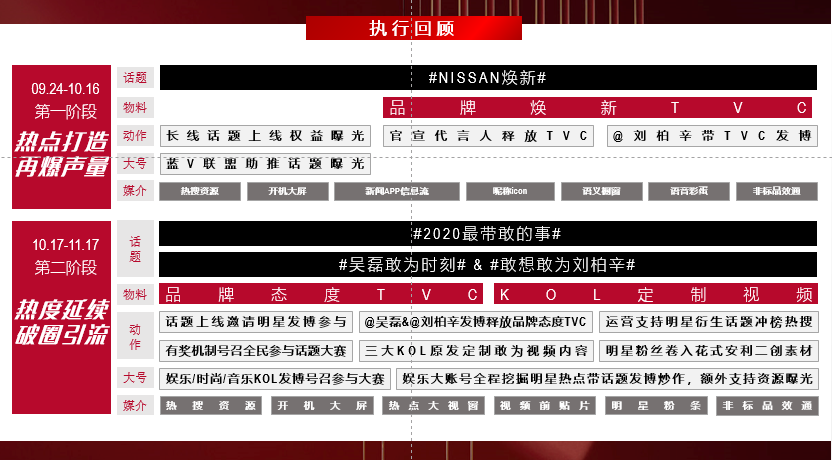 执行回顾
09.24-10.16
第一阶段
热点打造
再爆声量
话题
#NISSAN焕新#
物料
品牌焕新TVC
动作
长线话题上线权益曝光
官宣代言人释放TVC
@刘柏辛带TVC发博
大号
蓝V联盟助推话题曝光
媒介
热搜资源
开机大屏
新闻APP信息流
昵称icon
语义橱窗
语音彩蛋
非标品效通
10.17-11.17
第二阶段
热度延续
破圈引流
话题
#2020最带敢的事#
#吴磊敢为时刻# & #敢想敢为刘柏辛#
物料
品牌态度TVC
KOL定制视频
动作
话题上线邀请明星发博参与
@吴磊&@刘柏辛发博释放品牌态度TVC
运营支持明星衍生话题冲榜热搜
有奖机制号召全民参与话题大赛
三大KOL原发定制敢为视频内容
明星粉丝卷入花式安利二创素材
大号
娱乐/时尚/音乐KOL发博号召参与大赛
娱乐大账号全程挖掘明星热点带话题发博炒作，额外支持资源曝光
媒介
热搜资源
开机大屏
热点大视窗
视频前贴片
明星粉条
非标品效通